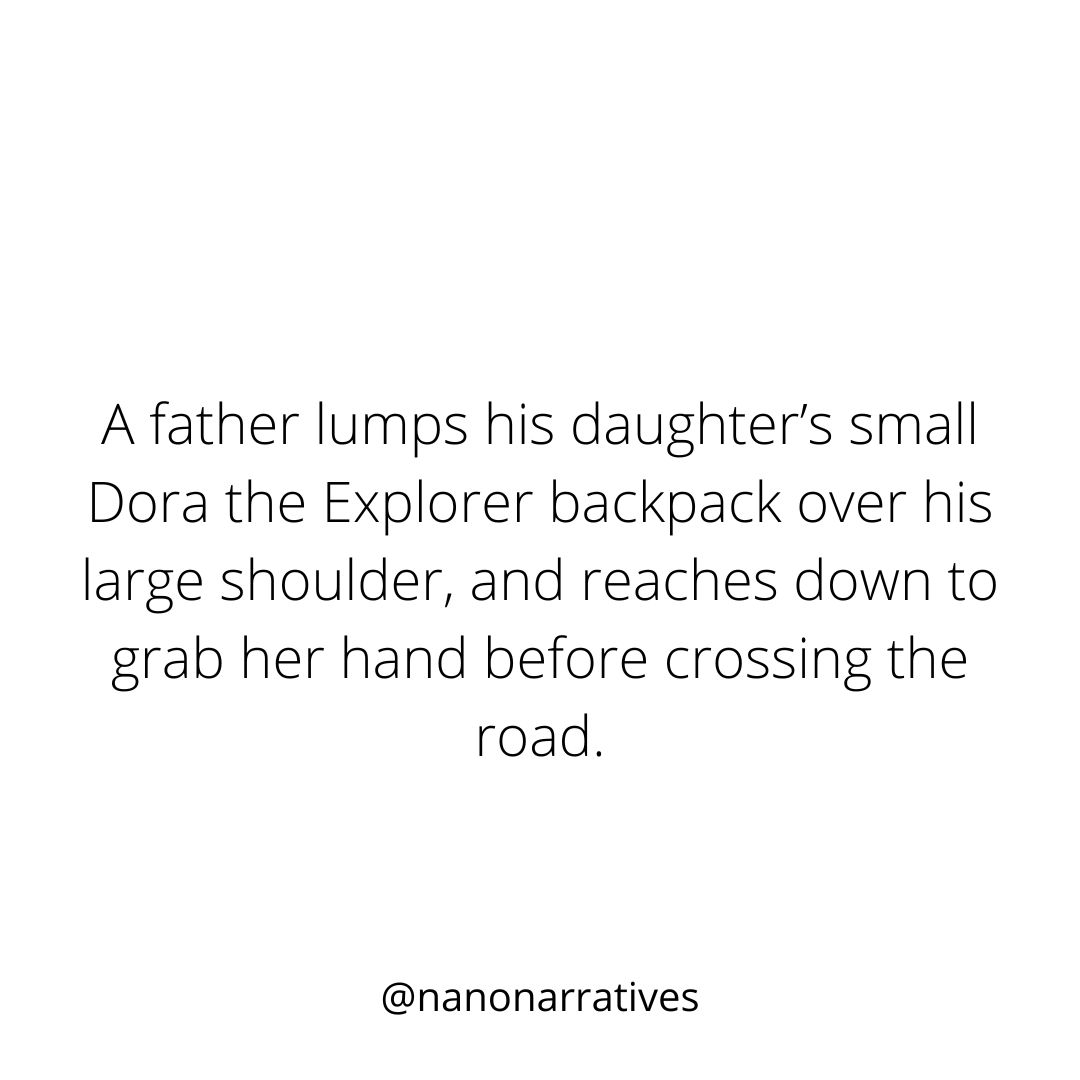 A father lumps his daughter’s small
Dora the Explorer backpack over his
large shoulder, and reaches down to
grab her hand before crossing the
road.
@nanonarratives